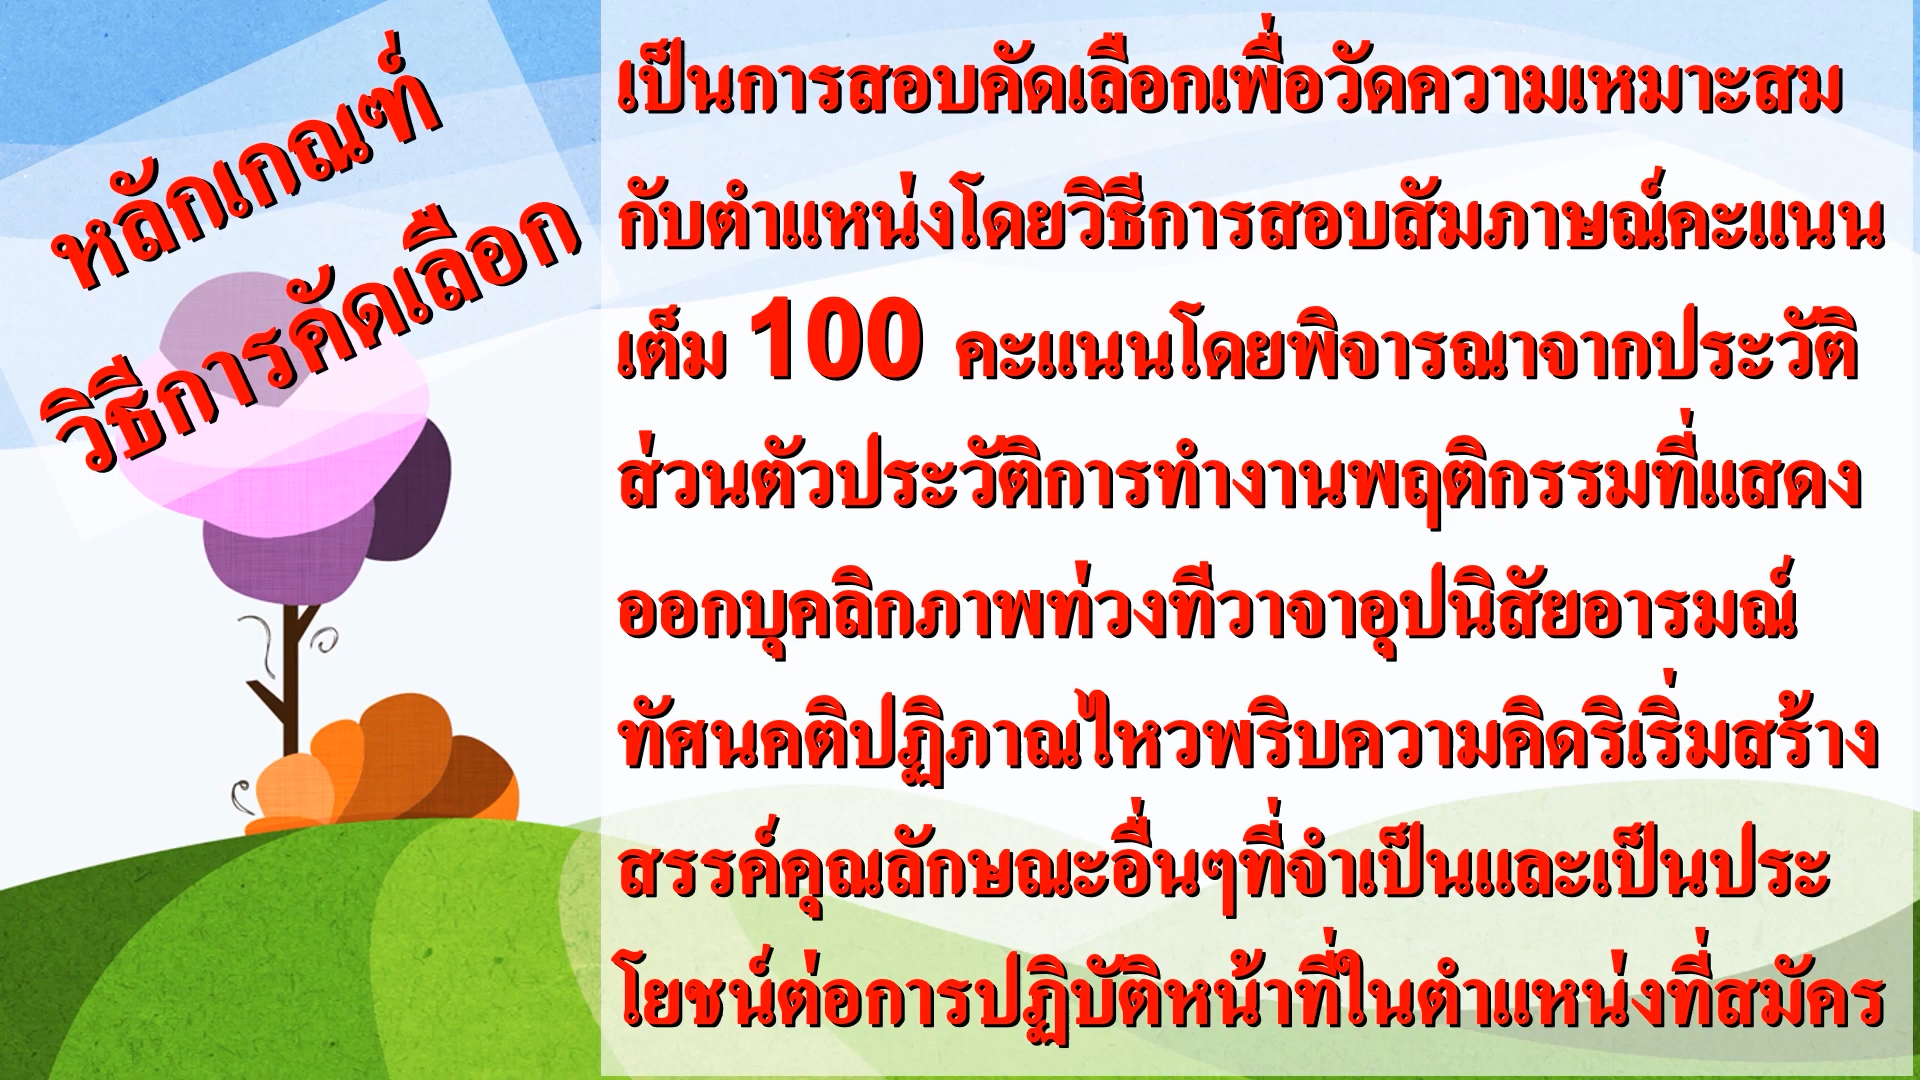 หลักเกณฑ์
วิธีการคัดเลือก
เป็นการสอบคัดเลือกเพื่อวัดความเหมาะสม
กับตำแหน่งโดยวิธีการสอบสัมภาษณ์คะแนน
เต็ม 100 คะแนนโดยพิจารณาจากประวัติ
ส่วนตัวประวัติการทำงานพฤติกรรมที่แสดง
ออกบุคลิกภาพท่วงทีวาจาอุปนิสัยอารมณ์
ทัศนคติปฏิภาณไหวพริบความคิดริเริ่มสร้าง
สรรค์คุณลักษณะอื่นๆที่จำเป็นและเป็นประ
โยชน์ต่อการปฏิบัติหน้าที่ในตำแหน่งที่สมัคร